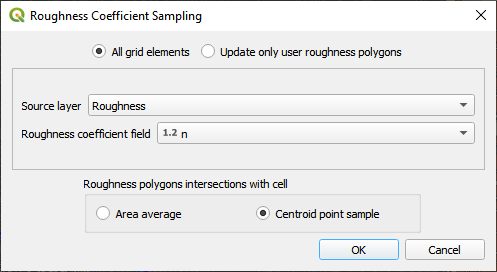 Roughness Coefficient Sampling
All grid elements Update only user roughness polygons
Source layer Roughness
Roughness coefficient field 1.2 n
Roughness polygons intersections with cell
Area average Centroid point sample
OK Cancel